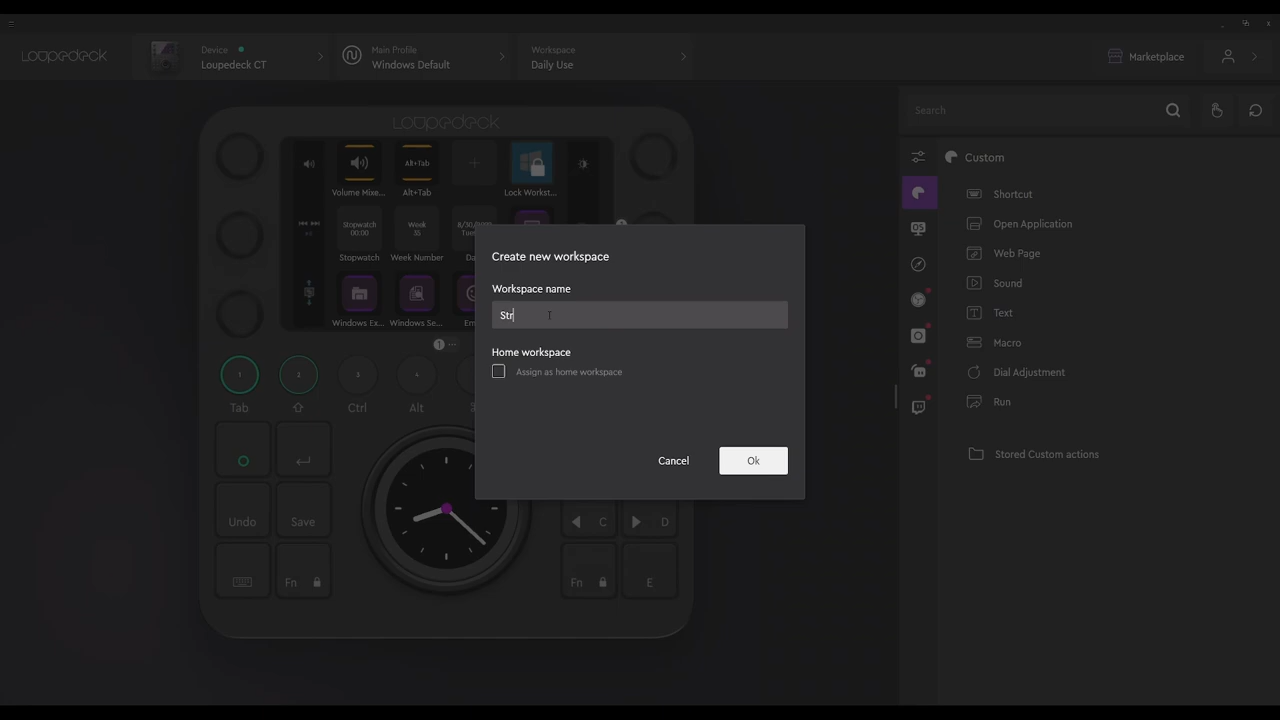 Loupedeck
Device
Loupedeck CT
Main Profile
Windows Default
Workspace
Daily Use
Marketplace
Loupedeck
Search
Custom
Shortcut
Open Application
Web Page
Sound
Text
Macro
Dial Adjustment
Run
Stored Custom actions
Alt+Tab
Volume Mixe...
Alt+Tab
Lock Workst...
Stopwatch
00:00
Week
35
Stopwatch
Week Number
Windows Ex...
Windows Se...
1
1
2
3
4
Tab
Ctrl
Alt
Undo
Save
Fn
C
D
Fn
E
Create new workspace
Workspace name
Str
Home workspace
Assign as home workspace
Cancel
Ok